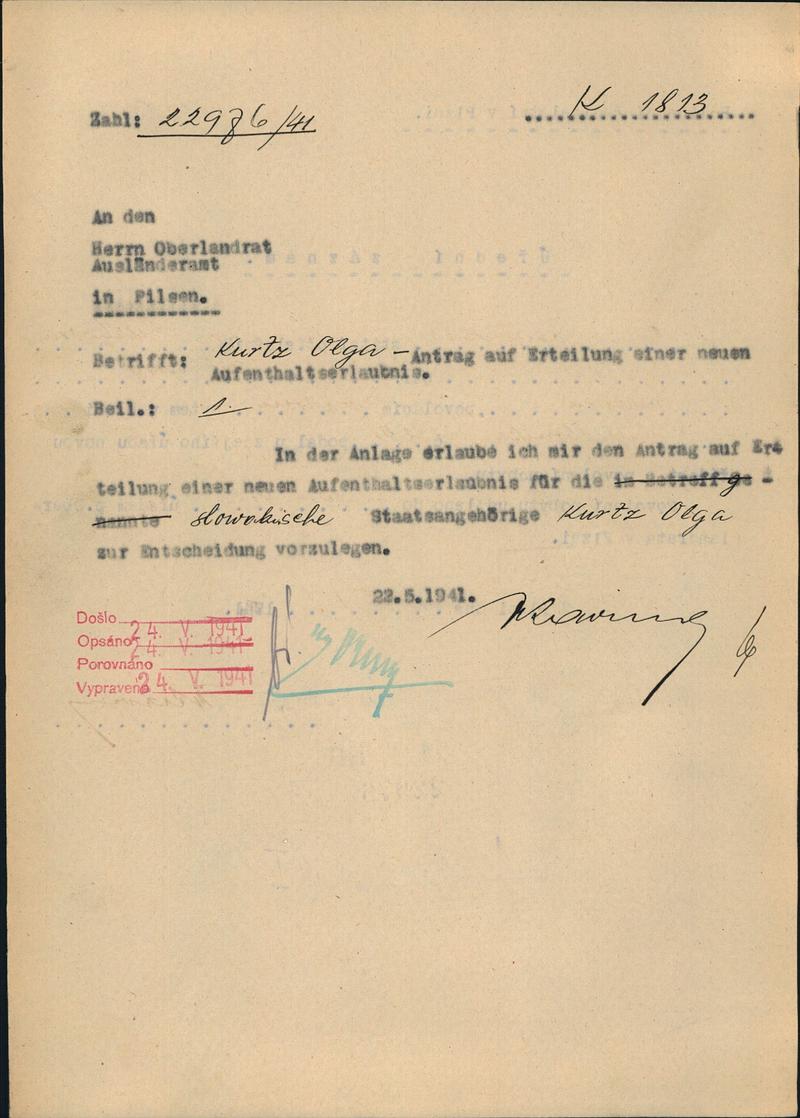 Zahl: 22976/41
K 1813
An den
Herrn Oberlandrat
Ausländeramt
in Pilsen.
Betrifft: Kurtz Olga - Antrag auf Erteilung einer neuen
Aufenthaltserlaubnis.
Beil.: 1.
In der Anlage erlaube ich mir den Antrag auf Er-
teilung einer neuen Aufenthaltserlaubnis für die in Betreff ge -
nannte slowakische Staatsangehörige Kurtz Olga
zur Entscheidung vorzulegen.
22.5.1941.
Došlo
Opsáno 24. V. 1941
Porovnáno 24. V. 1941
Vypraveno 24. V. 1941